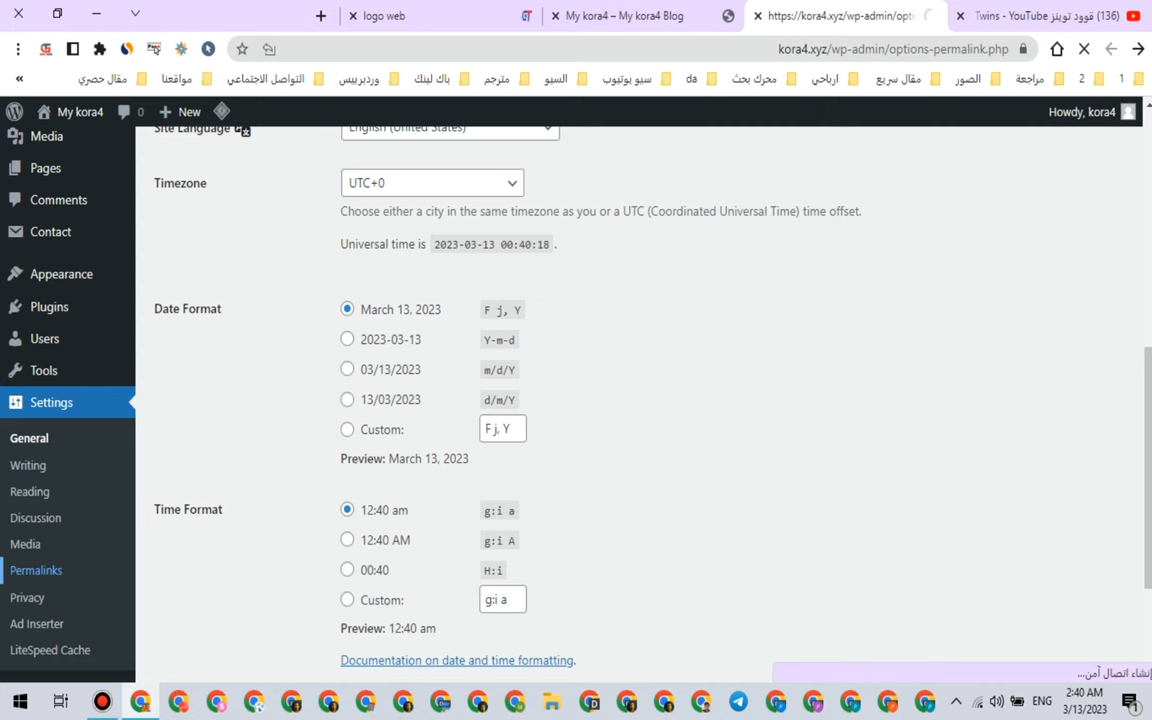 logo web
My kora4 – My kora4 Blog
https://kora4.xyz/wp-admin/opti
(136) قوود توينز - Twins - YouTube
kora4.xyz/wp-admin/options-permalink.php
«
مقال حصري
مواقعنا
التواصل الاجتماعي
وردبرييس
باك لينك
مترجم
السيو
سيو يوتيوب
da
محرك بحث
ارباحي
مقال سريع
الصور
مراجعة
2
1
My kora4
0
New
Howdy, kora4
Media
Pages
Comments
Contact
Appearance
Plugins
Users
Tools
Settings
General
Writing
Reading
Discussion
Media
Permalinks
Privacy
Ad Inserter
LiteSpeed Cache
Site Language
English (United States)
Timezone
UTC+0
Choose either a city in the same timezone as you or a UTC (Coordinated Universal Time) time offset.
Universal time is 2023-03-13 00:40:18 .
Date Format
March 13, 2023 F j, Y
2023-03-13 Y-m-d
03/13/2023 m/d/Y
13/03/2023 d/m/Y
Custom: F j, Y
Preview: March 13, 2023
Time Format
12:40 am g:i a
12:40 AM g:i A
00:40 H:i
Custom: g:i a
Preview: 12:40 am
Documentation on date and time formatting.
إنشاء اتصال آمن...
ENG
2:40 AM
3/13/2023
1